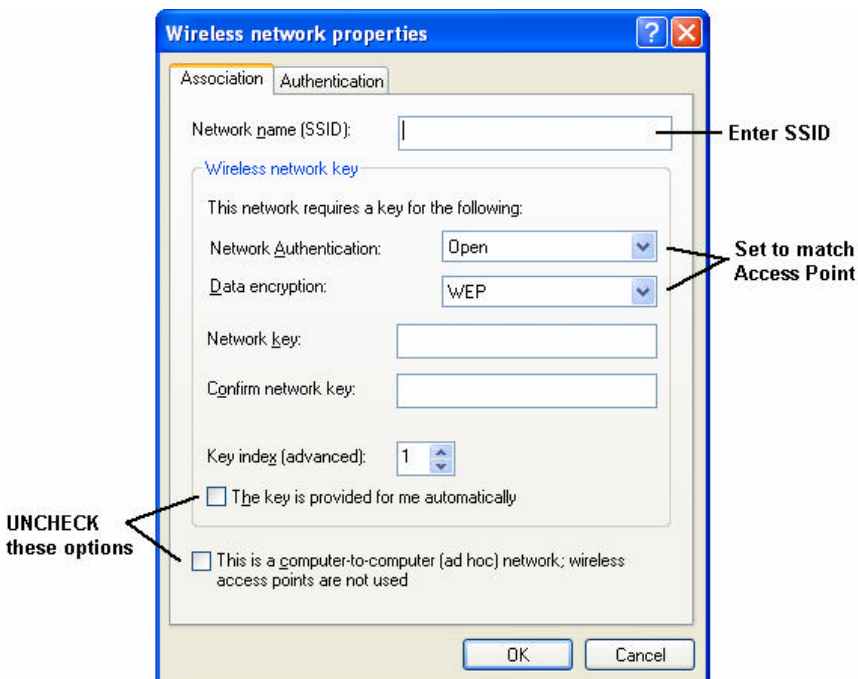 Wireless network properties
Association
Authentication
Network name (SSID):
Enter SSID
Wireless network key
This network requires a key for the following:
Network Authentication:
Open
Set to match
Access Point
Data encryption:
WEP
Network key:
Confirm network key:
Key index (advanced):
1
The key is provided for me automatically
UNCHECK
these options
This is a computer-to-computer (ad hoc) network; wireless
access points are not used
OK
Cancel